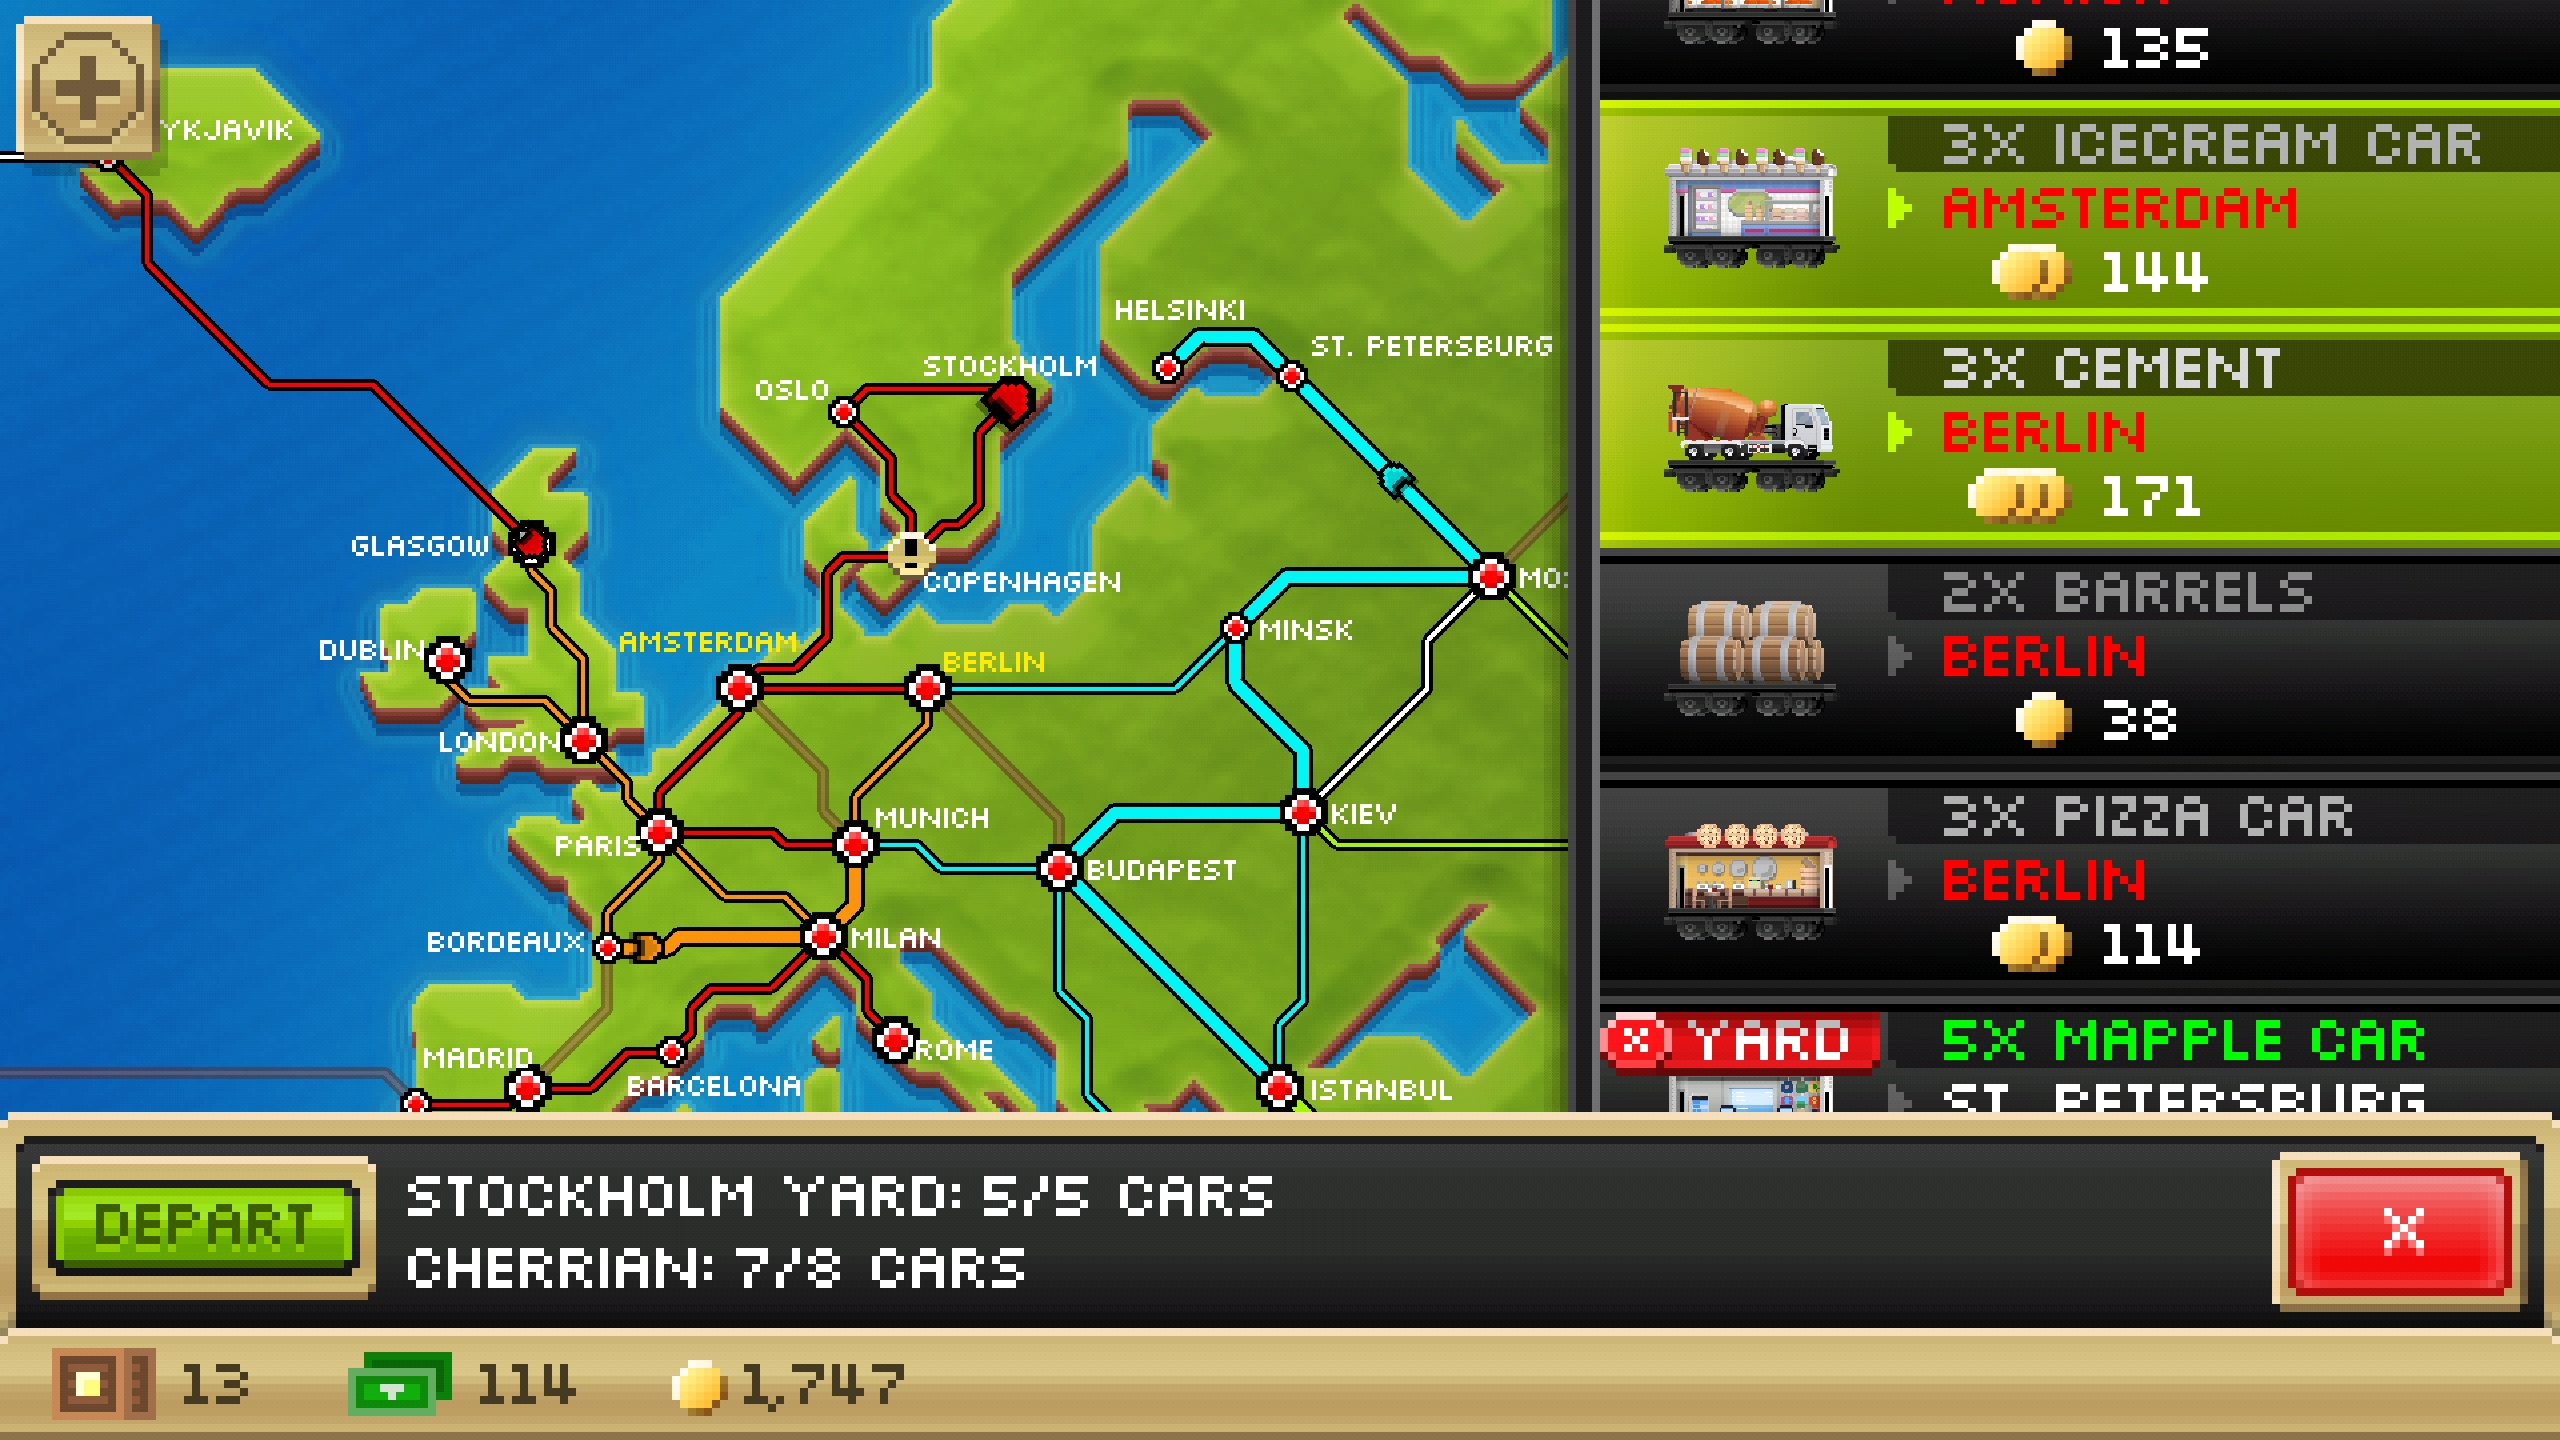 YKJAVIK
HELSINKI
ST. PETERSBURG
STOCKHOLM
OSLO
GLASGOW
COPENHAGEN
MO
DUBLIN
AMSTERDAM
BERLIN
MINSK
LONDON
PARIS
MUNICH
KIEV
BUDAPEST
BORDEAUX
MILAN
MADRID
ROME
BARCELONA
ISTANBUL
135
3X ICECREAM CAR
AMSTERDAM
144
3X CEMENT
BERLIN
171
2X BARRELS
BERLIN
38
3X PIZZA CAR
BERLIN
114
X YARD
5X MAPPLE CAR
ST. PETERSBURG
DEPART
STOCKHOLM YARD: 5/5 CARS
CHERRIAN: 7/8 CARS
X
13
114
1,747